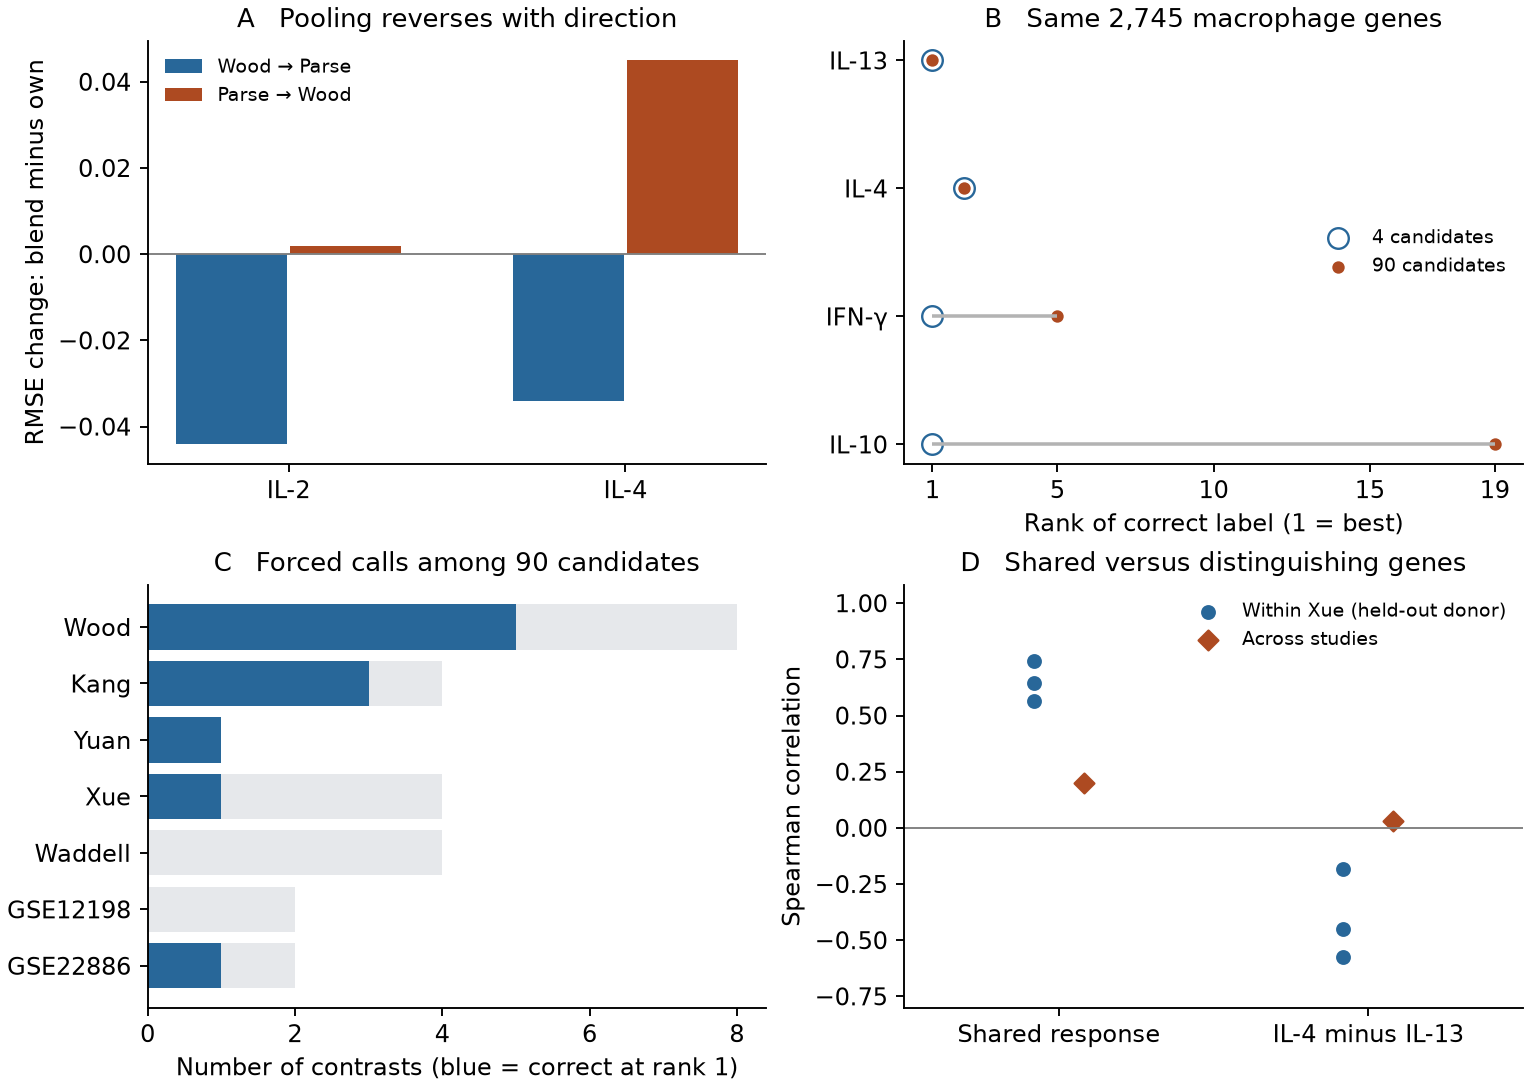 A   Pooling reverses with direction
RMSE change: blend minus own
0.04
0.02
0.00
−0.02
−0.04
Wood → Parse
Parse → Wood
IL-2
IL-4
B   Same 2,745 macrophage genes
IL-13
IL-4
IFN-γ
IL-10
4 candidates
90 candidates
1
5
10
15
19
Rank of correct label (1 = best)
C   Forced calls among 90 candidates
Wood
Kang
Yuan
Xue
Waddell
GSE12198
GSE22886
0
2
4
6
8
Number of contrasts (blue = correct at rank 1)
D   Shared versus distinguishing genes
Spearman correlation
1.00
0.75
0.50
0.25
0.00
−0.25
−0.50
−0.75
Within Xue (held-out donor)
Across studies
Shared response
IL-4 minus IL-13